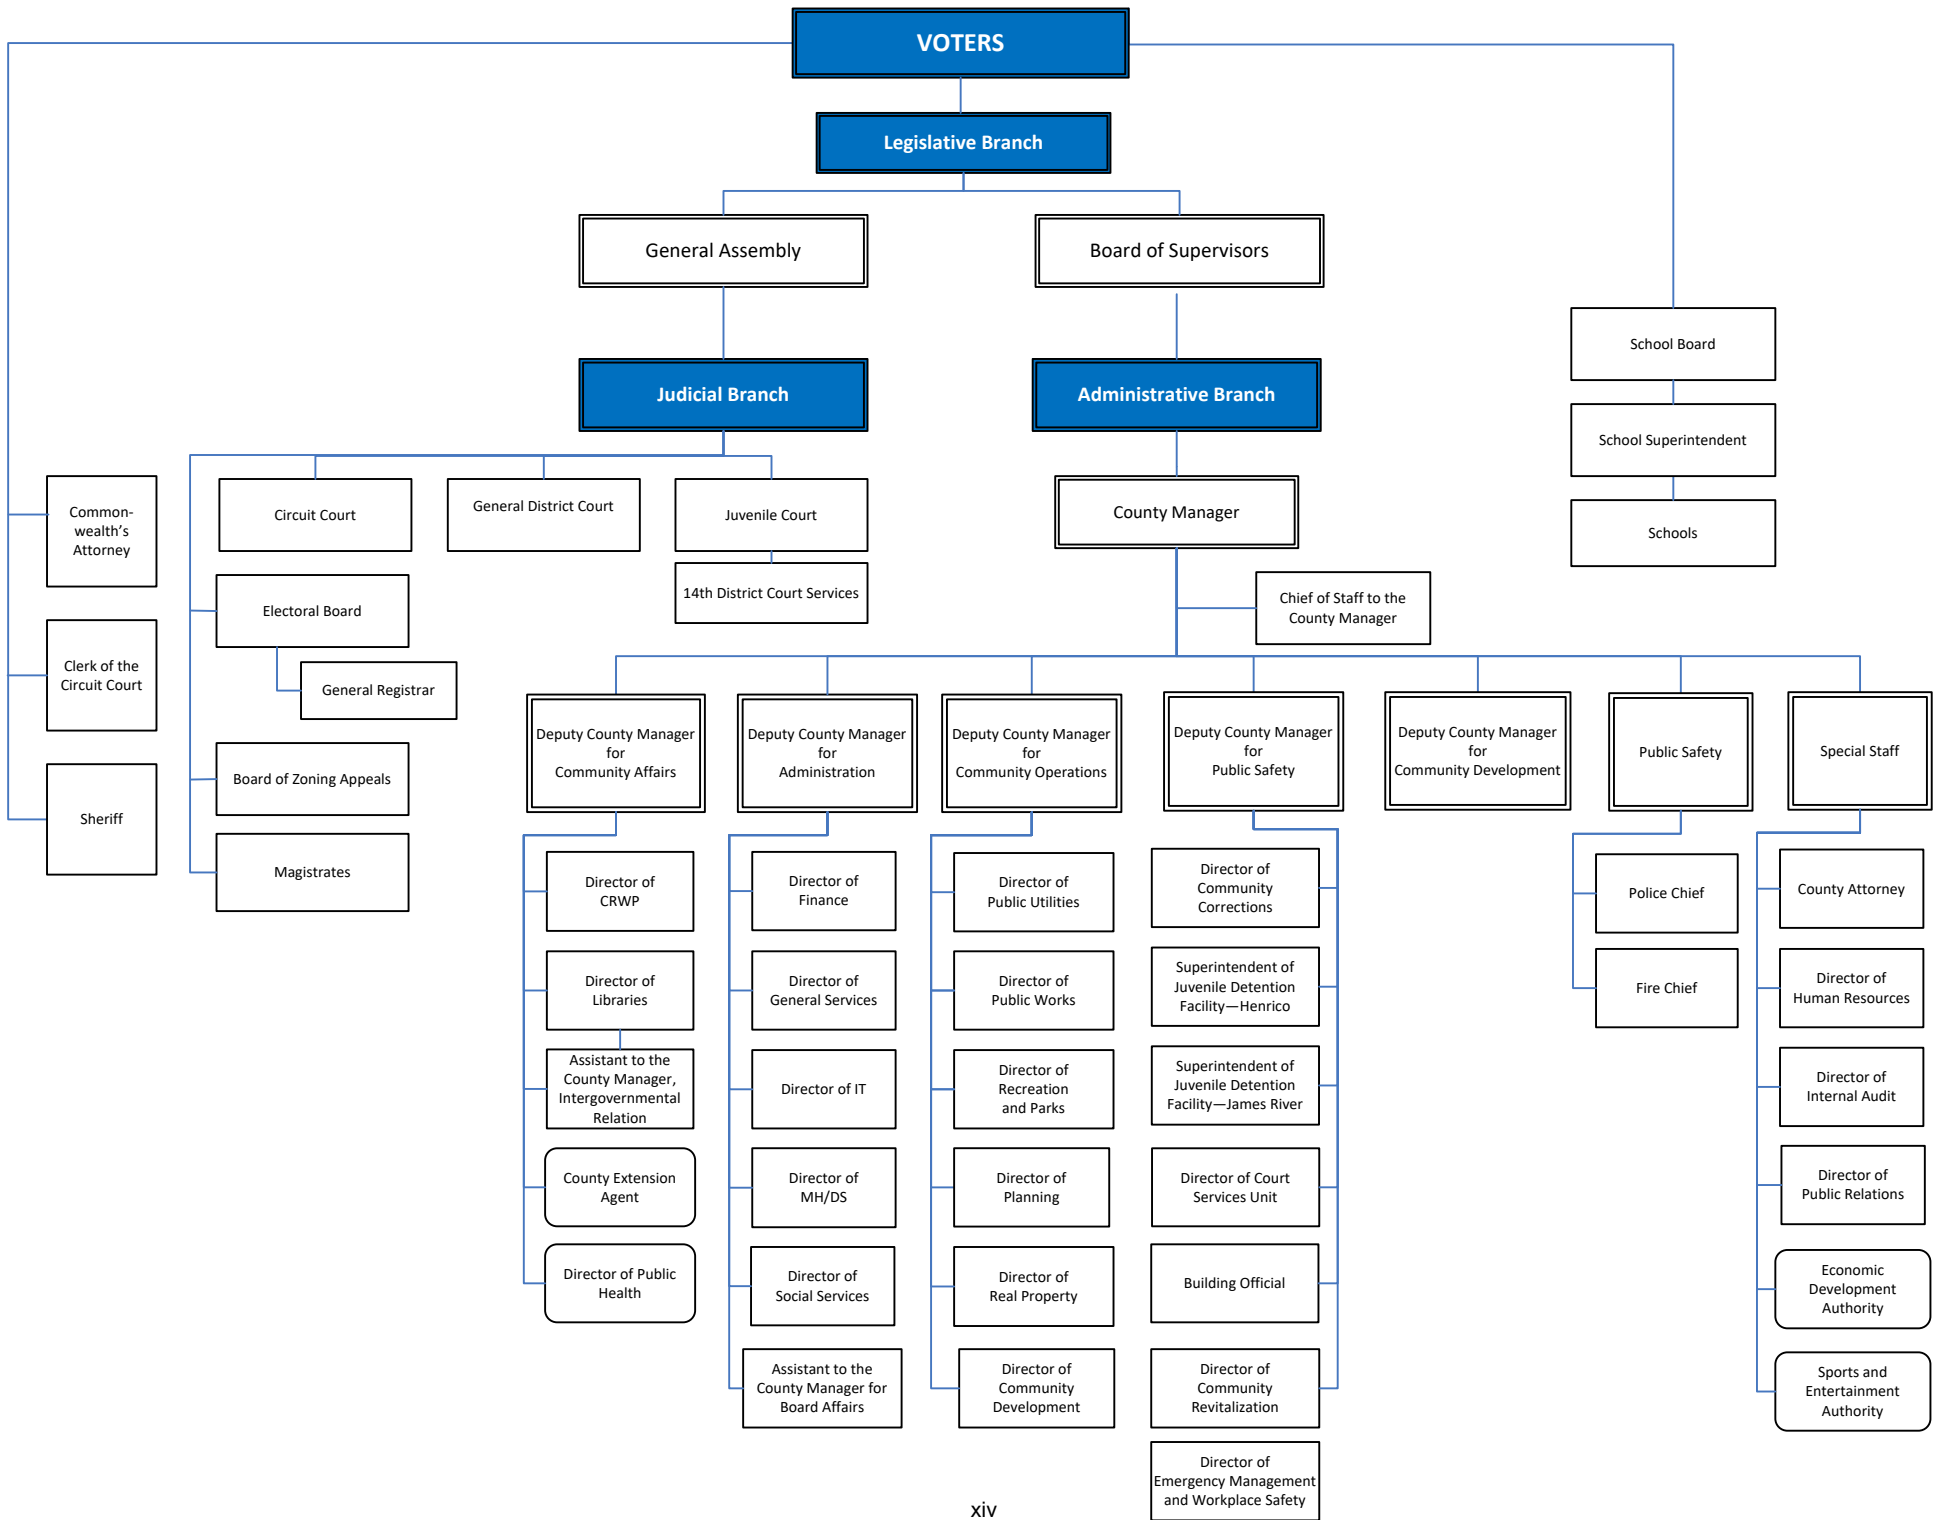 VOTERS
Legislative Branch
General Assembly
Board of Supervisors
Judicial Branch
Administrative Branch
School Board
School Superintendent
Schools
Common-
wealth’s
Attorney
Clerk of the
Circuit Court
Sheriff
Circuit Court
General District Court
Juvenile Court
14th District Court Services
Electoral Board
General Registrar
Board of Zoning Appeals
Magistrates
County Manager
Chief of Staff to the
County Manager
Deputy County Manager
for
Community Affairs
Deputy County Manager
for
Administration
Deputy County Manager
for
Community Operations
Deputy County Manager
for
Public Safety
Deputy County Manager
for
Community Development
Public Safety
Special Staff
Director of
CRWP
Director of
Libraries
Assistant to the
County Manager,
Intergovernmental
Relation
County Extension
Agent
Director of Public
Health
Director of
Finance
Director of
General Services
Director of IT
Director of
MH/DS
Director of
Social Services
Assistant to the
County Manager for
Board Affairs
Director of
Public Utilities
Director of
Public Works
Director of
Recreation
and Parks
Director of
Planning
Director of
Real Property
Director of
Community
Development
Director of
Community
Corrections
Superintendent of
Juvenile Detention
Facility—Henrico
Superintendent of
Juvenile Detention
Facility—James River
Director of Court
Services Unit
Building Official
Director of
Community
Revitalization
Director of
Emergency Management
and Workplace Safety
Police Chief
Fire Chief
County Attorney
Director of
Human Resources
Director of
Internal Audit
Director of
Public Relations
Economic
Development
Authority
Sports and
Entertainment
Authority
xiv